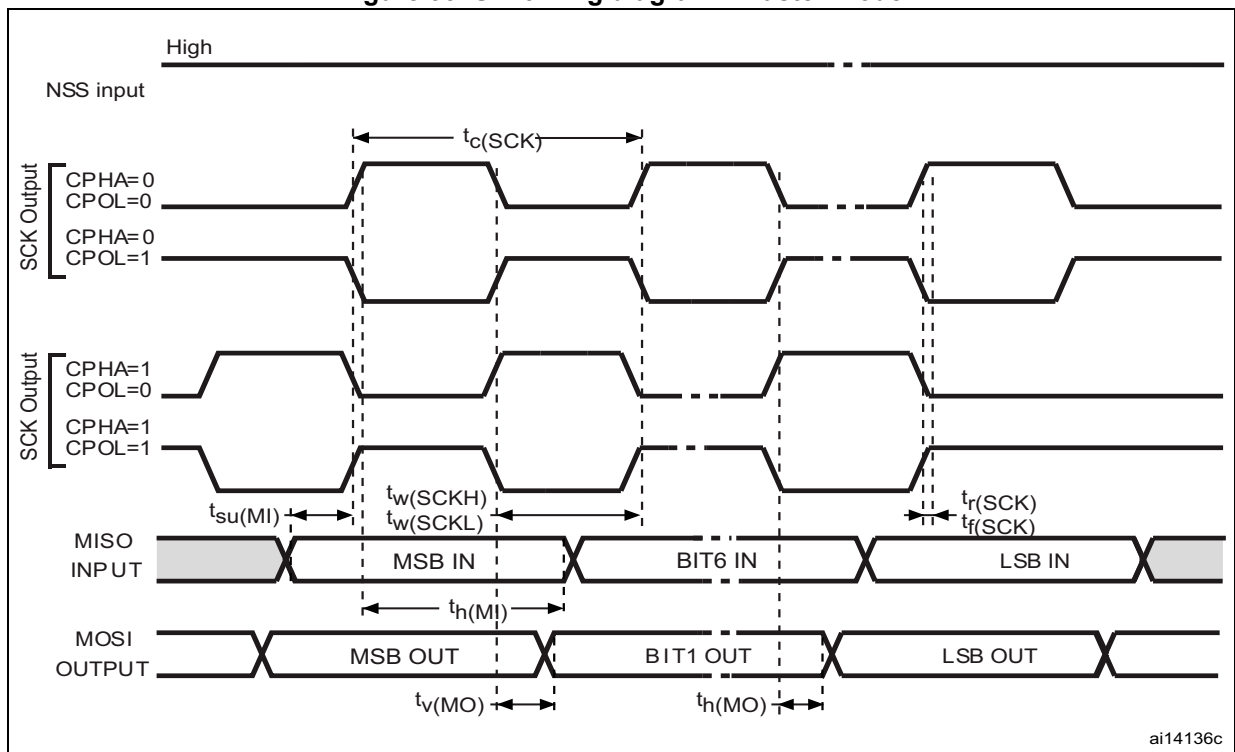 High
NSS input
tc(SCK)
SCK Output
CPHA=0
CPOL=0
CPHA=0
CPOL=1
SCK Output
CPHA=1
CPOL=0
CPHA=1
CPOL=1
tsu(MI)
tw(SCKH)
tw(SCKL)
tr(SCK)
tf(SCK)
MISO
INPUT
MSB IN
BIT6 IN
LSB IN
th(MI)
MOSI
OUTPUT
MSB OUT
BIT1 OUT
LSB OUT
tv(MO)
th(MO)
ai14136c